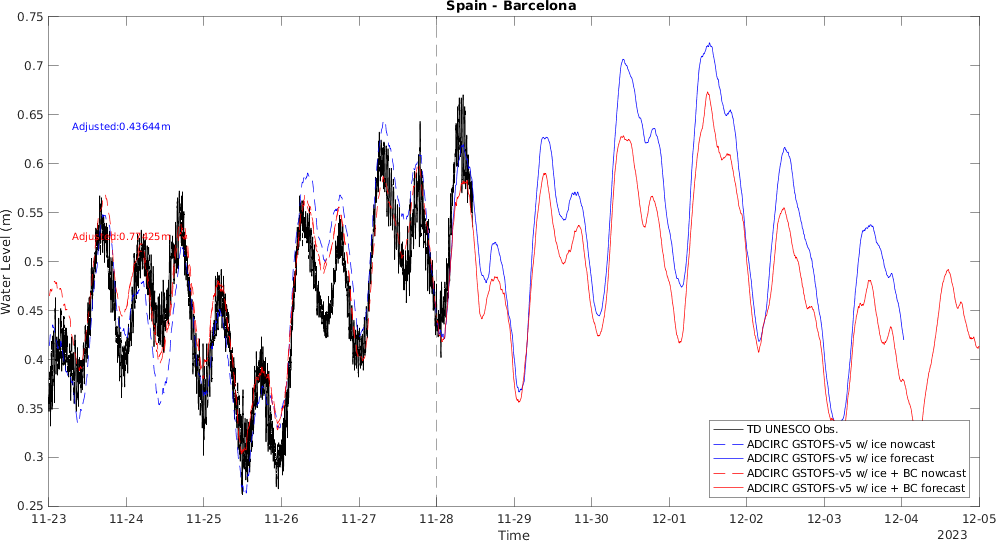 Spain - Barcelona
0.75
0.7
0.65
0.6
0.55
0.5
0.45
0.4
0.35
0.3
0.25
Water Level (m)
Adjusted:0.43644m
TD UNESCO Obs.
ADCIRC GSTOFS-v5 w/ ice nowcast
ADCIRC GSTOFS-v5 w/ ice forecast
ADCIRC GSTOFS-v5 w/ ice + BC nowcast
ADCIRC GSTOFS-v5 w/ ice + BC forecast
11-23 11-24 11-25 11-26 11-27 11-28 11-29 11-30 12-01 12-02 12-03 12-04 12-05
Time
2023